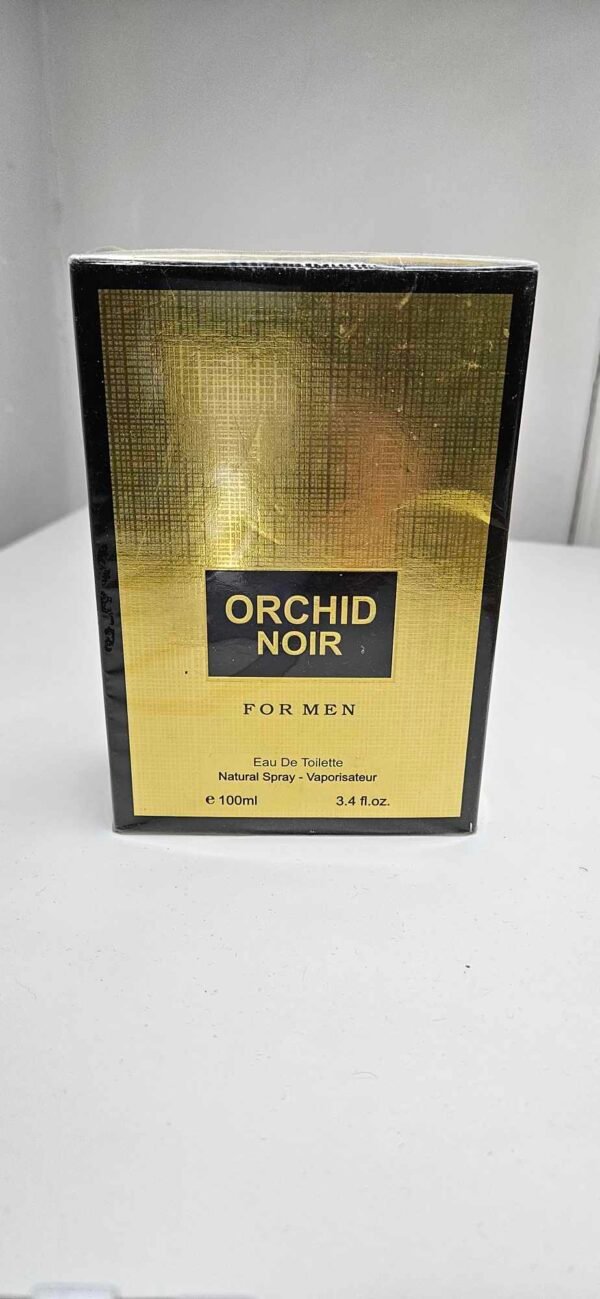 ORCHID
NOIR
FOR MEN
Eau De Toilette
Natural Spray - Vaporisateur
e 100ml 3.4 fl.oz.